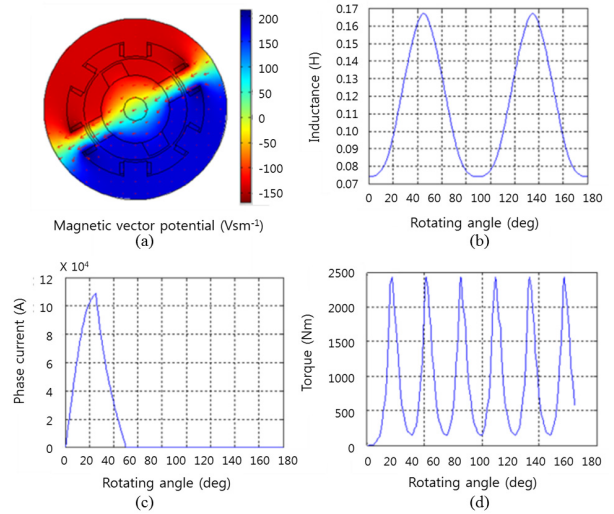 (a)
200
150
100
50
0
-50
-100
-150
Magnetic vector potential (Vsm-1)
Inductance (H)
0.17
0.16
0.15
0.14
0.13
0.12
0.11
0.10
0.09
0.08
0.07
0 20 40 60 80 100 120 140 160 180
Rotating angle (deg)
(b)
X 10⁴
Phase current (A)
12
10
8
6
4
2
0
0 20 40 60 80 100 120 140 160 180
Rotating angle (deg)
(c)
Torque (Nm)
2500
2000
1500
1000
500
0
0 20 40 60 80 100 120 140 160 180
Rotating angle (deg)
(d)